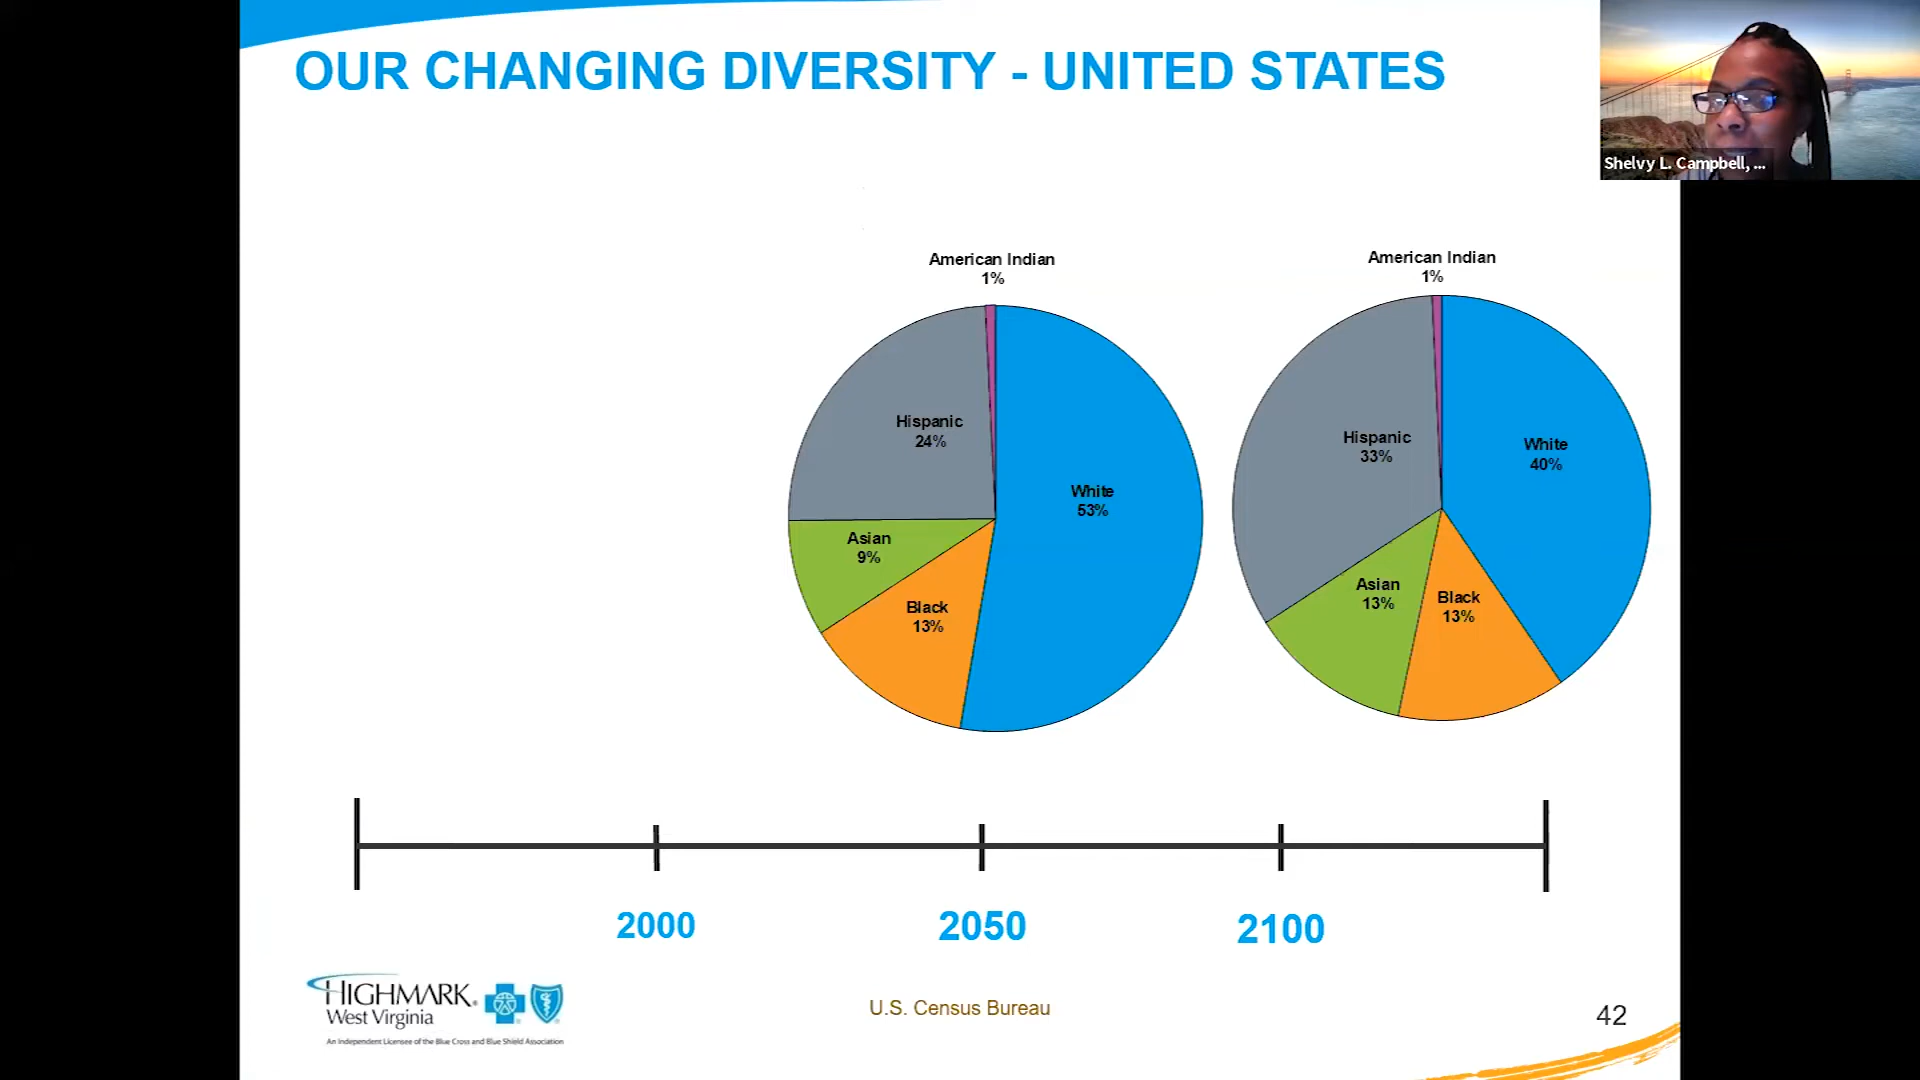 OUR CHANGING DIVERSITY - UNITED STATES
Shelvy L. Campbell, ...
American Indian
1%
Hispanic
24%
White
53%
Asian
9%
Black
13%
American Indian
1%
Hispanic
33%
White
40%
Asian
13%
Black
13%
2000
2050
2100
HIGHMARK®
West Virginia
An Independent Licensee of the Blue Cross and Blue Shield Association
U.S. Census Bureau
42